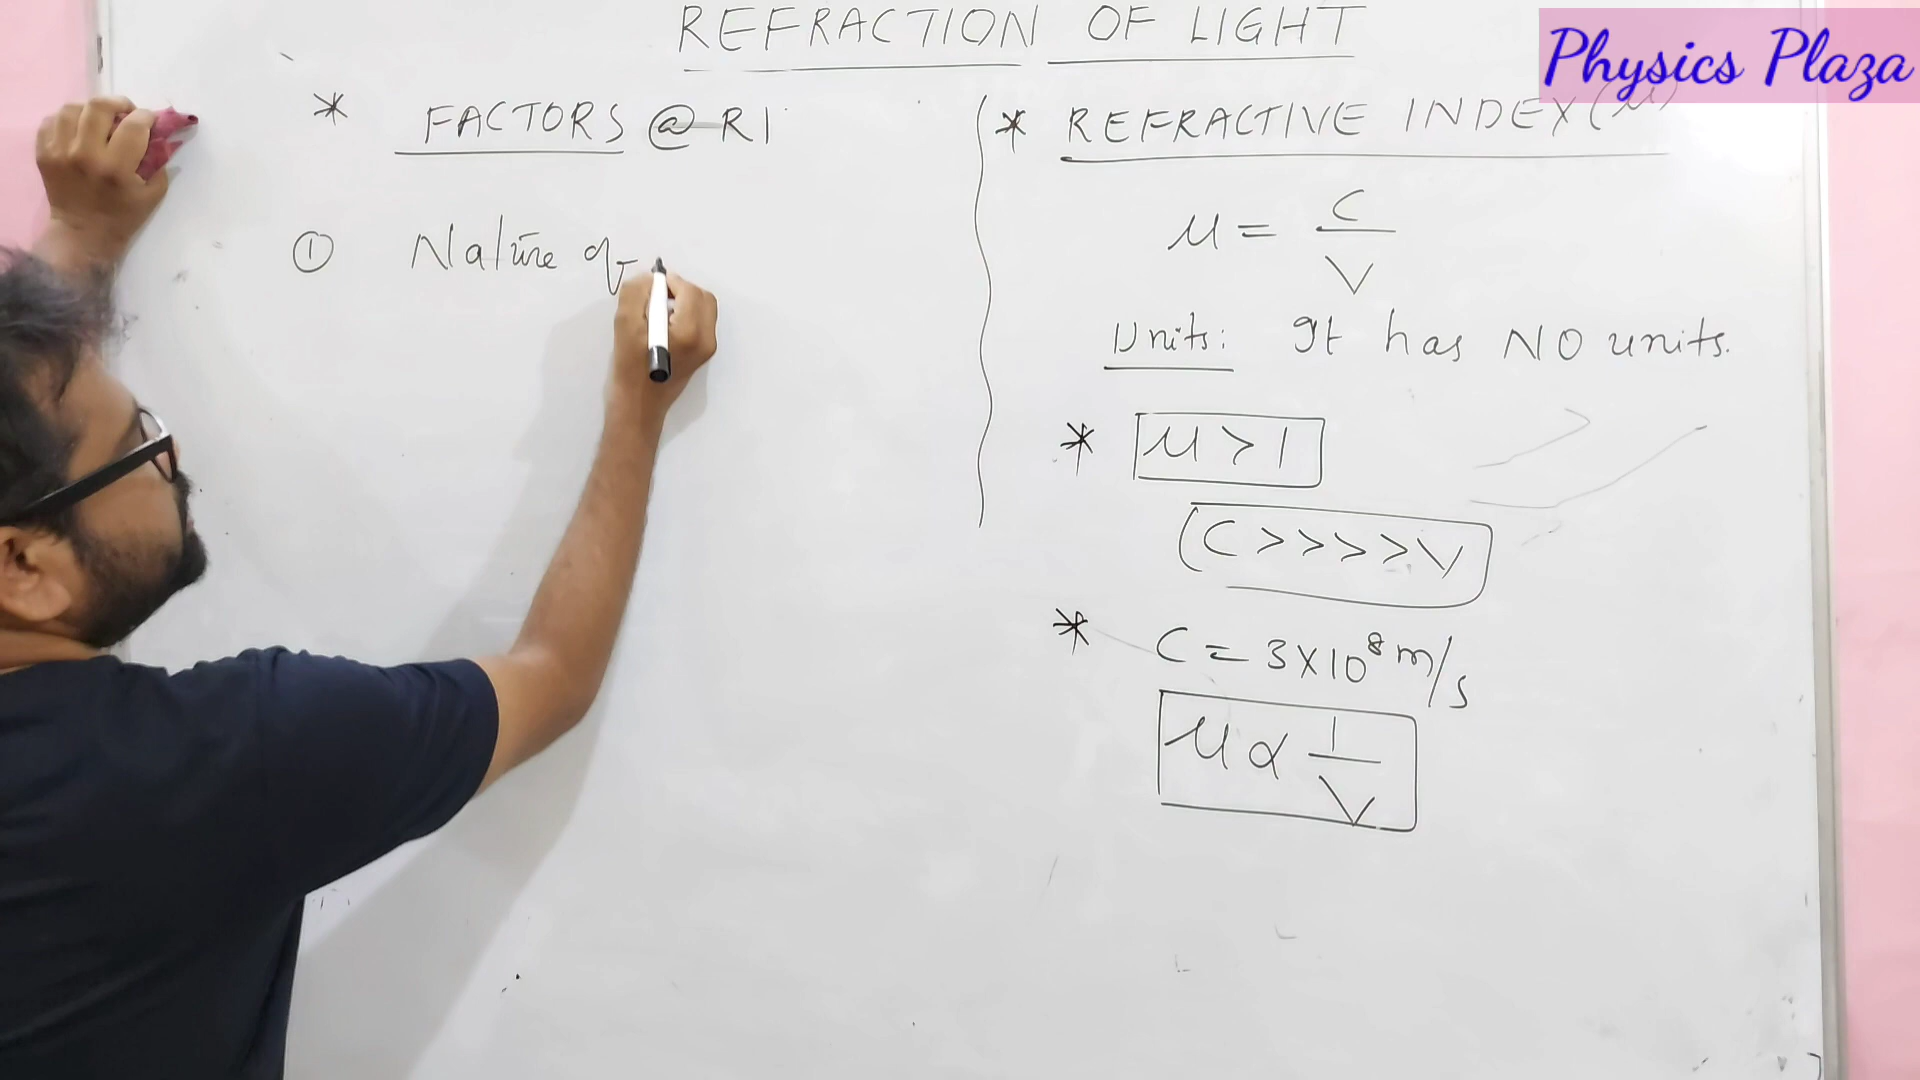 REFRACTION OF LIGHT
Physics Plaza
* FACTORS @ RI
① Nature of
* REFRACTIVE INDEX (μ)
μ = C / V
Units: It has NO units.
* μ > 1
C >>>> V
* C = 3×10⁸ m/s
μ ∝ 1 / V